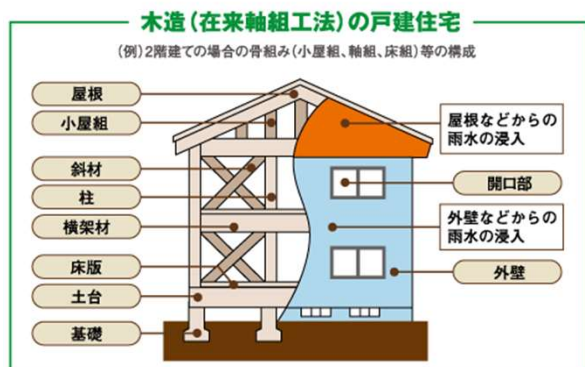 木造(在来軸組工法)の戸建住宅
(例)2階建ての場合の骨組み(小屋組、軸組、床組)等の構成
屋根
小屋組
斜材
柱
横架材
床版
土台
基礎
屋根などからの
雨水の浸入
開口部
外壁などからの
雨水の浸入
外壁